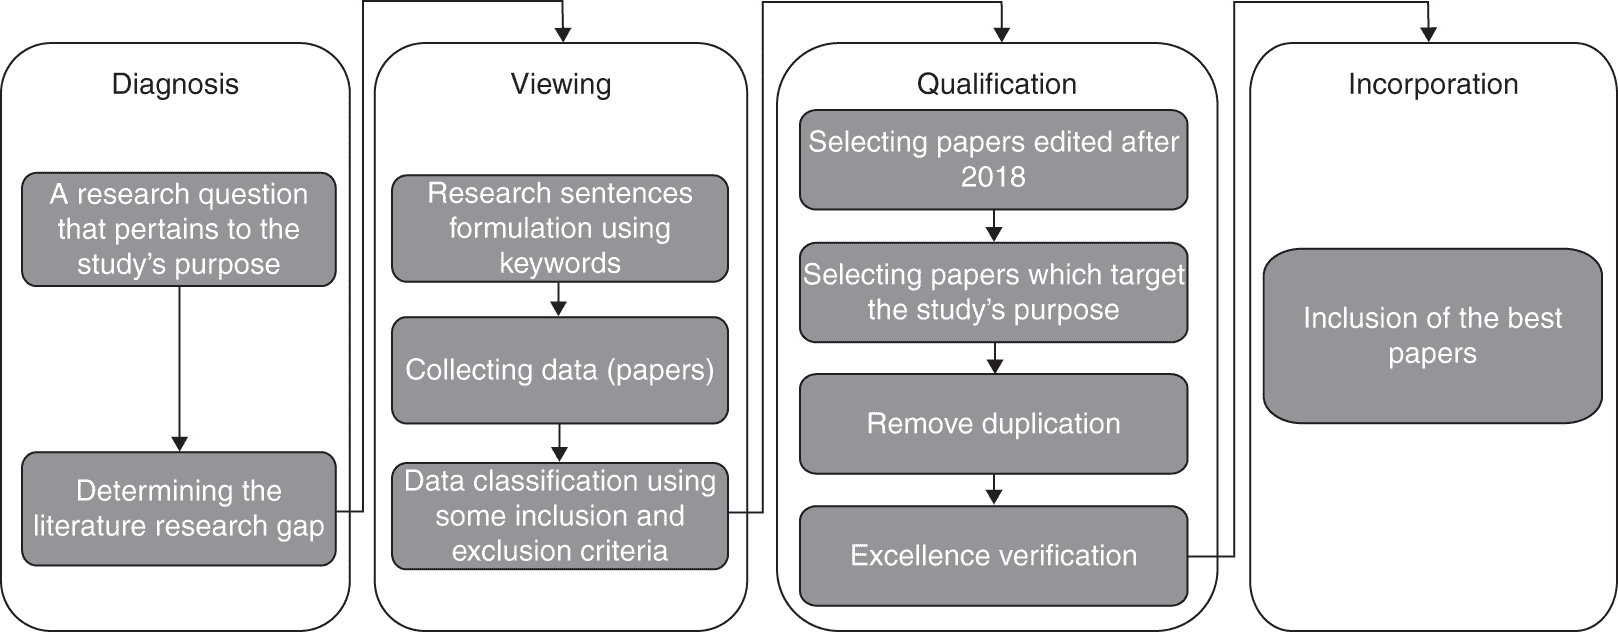 Diagnosis
A research question
that pertains to the
study's purpose
Determining the
literature research gap
Viewing
Research sentences
formulation using
keywords
Collecting data (papers)
Data classification using
some inclusion and
exclusion criteria
Qualification
Selecting papers edited after
2018
Selecting papers which target
the study's purpose
Remove duplication
Excellence verification
Incorporation
Inclusion of the best
papers